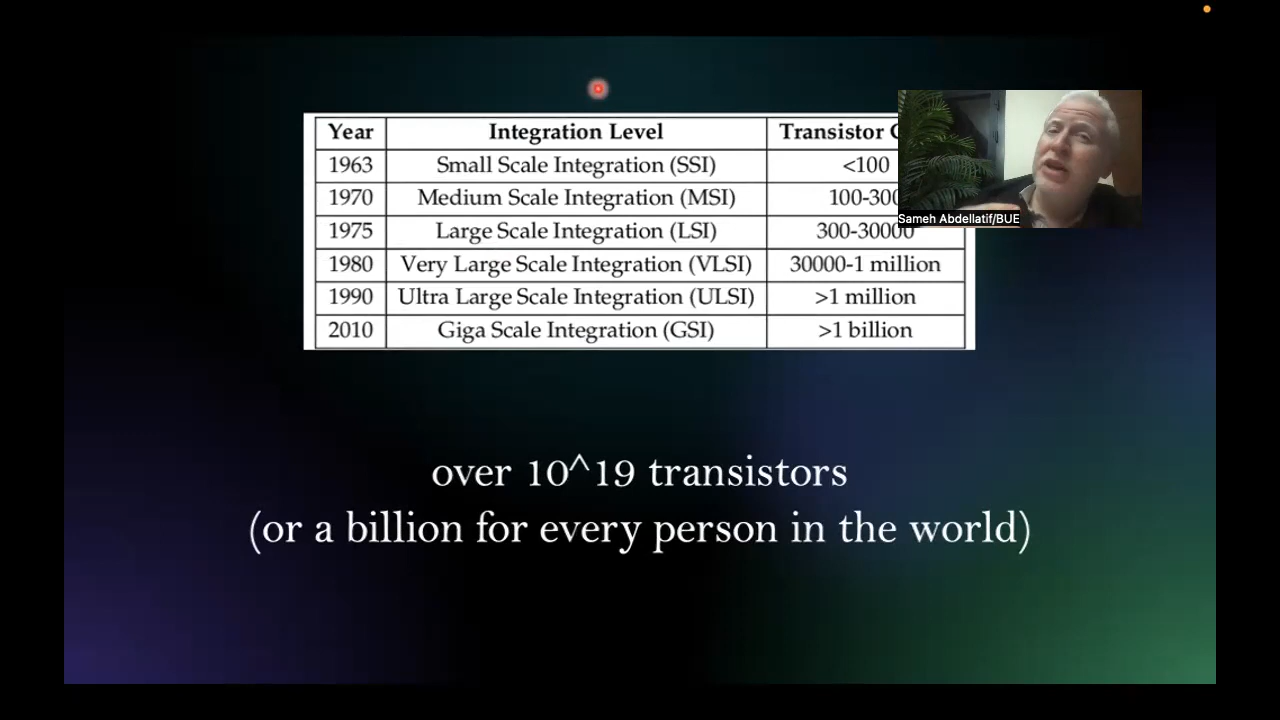 Year Integration Level Transistor
1963 Small Scale Integration (SSI) <100
1970 Medium Scale Integration (MSI) 100-300
1975 Large Scale Integration (LSI) 300-30000
1980 Very Large Scale Integration (VLSI) 30000-1 million
1990 Ultra Large Scale Integration (ULSI) >1 million
2010 Giga Scale Integration (GSI) >1 billion
Sameh Abdellatif/BUE
over 10^19 transistors
(or a billion for every person in the world)